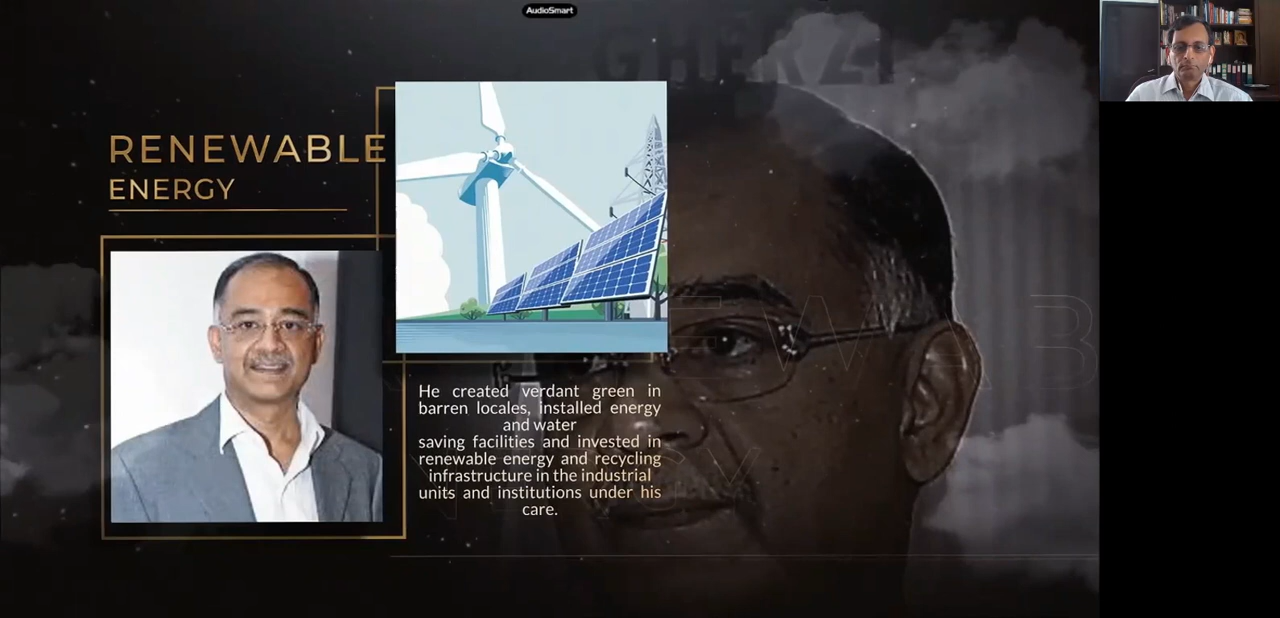 AudioSmart
GHERZI
RENEWABLE
ENERGY
He created verdant green in
barren locales, installed energy
and water
saving facilities and invested in
renewable energy and recycling
infrastructure in the industrial
units and institutions under his
care.